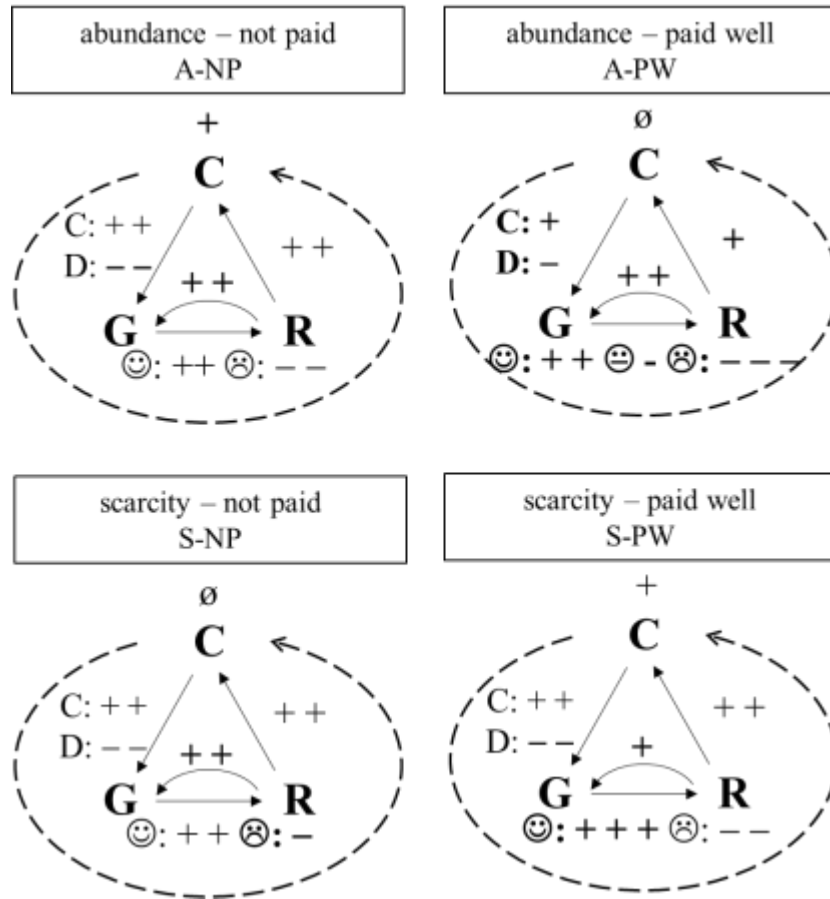 abundance – not paid
A-NP
+
C
C: + +
D: – –
+ +
+ +
G
R
☺: ++ ☹: – –
abundance – paid well
A-PW
ø
C
C: +
D: –
+
+ +
G
R
☺: + + 😐 - ☹: – – –
scarcity – not paid
S-NP
ø
C
C: + +
D: – –
+ +
+ +
G
R
☺: + + ☹: –
scarcity – paid well
S-PW
+
C
C: + +
D: – –
+ +
+
G
R
☺: + + + ☹: – –